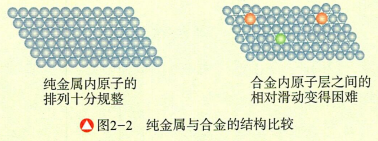 纯金属内原子的
排列十分规整
合金内原子层之间的
相对滑动变得困难
图2-2 纯金属与合金的结构比较